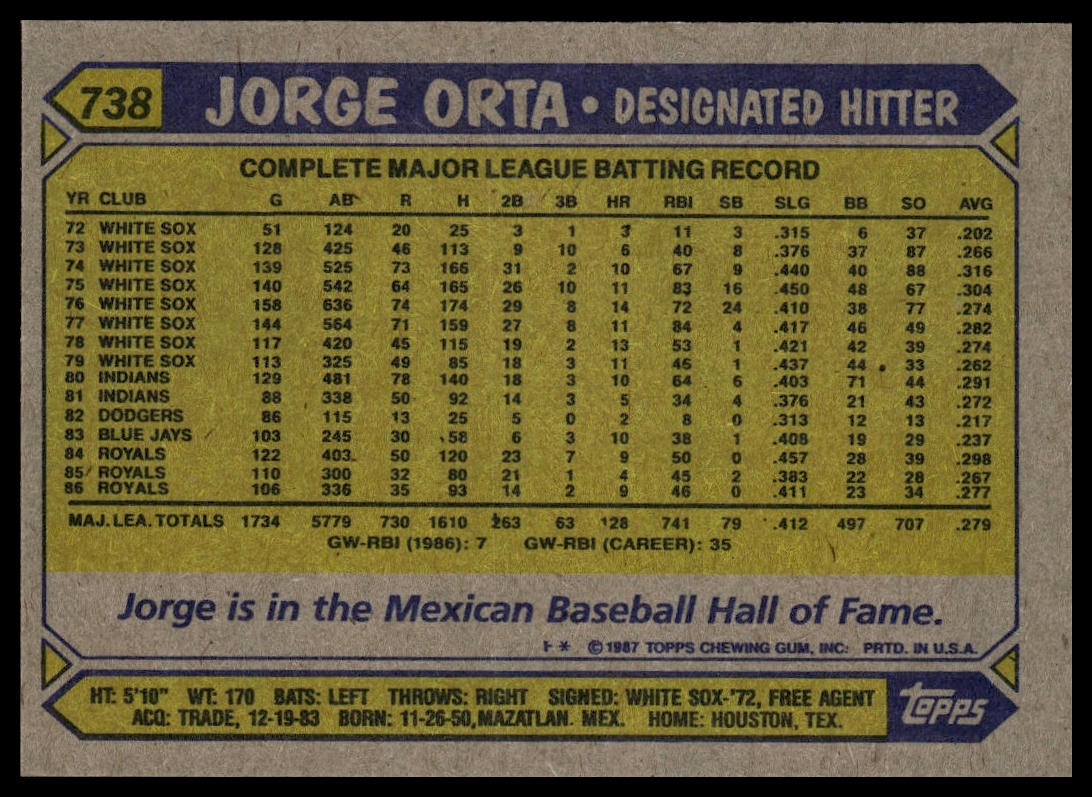 738 JORGE ORTA • DESIGNATED HITTER
COMPLETE MAJOR LEAGUE BATTING RECORD
YR CLUB G AB R H 2B 3B HR RBI SB SLG BB SO AVG
72 WHITE SOX 51 124 20 25 3 1 3 11 3 .315 6 37 .202
73 WHITE SOX 128 425 46 113 9 10 6 40 8 .376 37 87 .266
74 WHITE SOX 139 525 73 166 31 2 10 67 9 .440 40 88 .316
75 WHITE SOX 140 542 64 165 26 10 11 83 16 .450 48 67 .304
76 WHITE SOX 158 636 74 174 29 8 14 72 24 .410 38 77 .274
77 WHITE SOX 144 564 71 159 27 8 11 84 4 .417 46 49 .282
78 WHITE SOX 117 420 45 115 19 2 13 53 1 .421 42 39 .274
79 WHITE SOX 113 325 49 85 18 3 11 46 1 .437 44 33 .262
80 INDIANS 129 481 78 140 18 3 10 64 6 .403 71 44 .291
81 INDIANS 88 338 50 92 14 3 5 34 4 .376 21 43 .272
82 DODGERS 86 115 13 25 5 0 2 8 0 .313 12 13 .217
83 BLUE JAYS 103 245 30 58 6 3 10 38 1 .408 19 29 .237
84 ROYALS 122 403 50 120 23 7 9 50 0 .457 28 39 .298
85 ROYALS 110 300 32 80 21 1 4 45 2 .383 22 28 .267
86 ROYALS 106 336 35 93 14 2 9 46 0 .411 23 34 .277
MAJ. LEA. TOTALS 1734 5779 730 1610 263 63 128 741 79 .412 497 707 .279
GW-RBI (1986): 7 GW-RBI (CAREER): 35
Jorge is in the Mexican Baseball Hall of Fame.
F* © 1987 TOPPS CHEWING GUM, INC. PRTD. IN U.S.A.
HT: 5'10" WT: 170 BATS: LEFT THROWS: RIGHT SIGNED: WHITE SOX-'72, FREE AGENT
ACQ: TRADE, 12-19-83 BORN: 11-26-50, MAZATLAN. MEX. HOME: HOUSTON, TEX.
topps